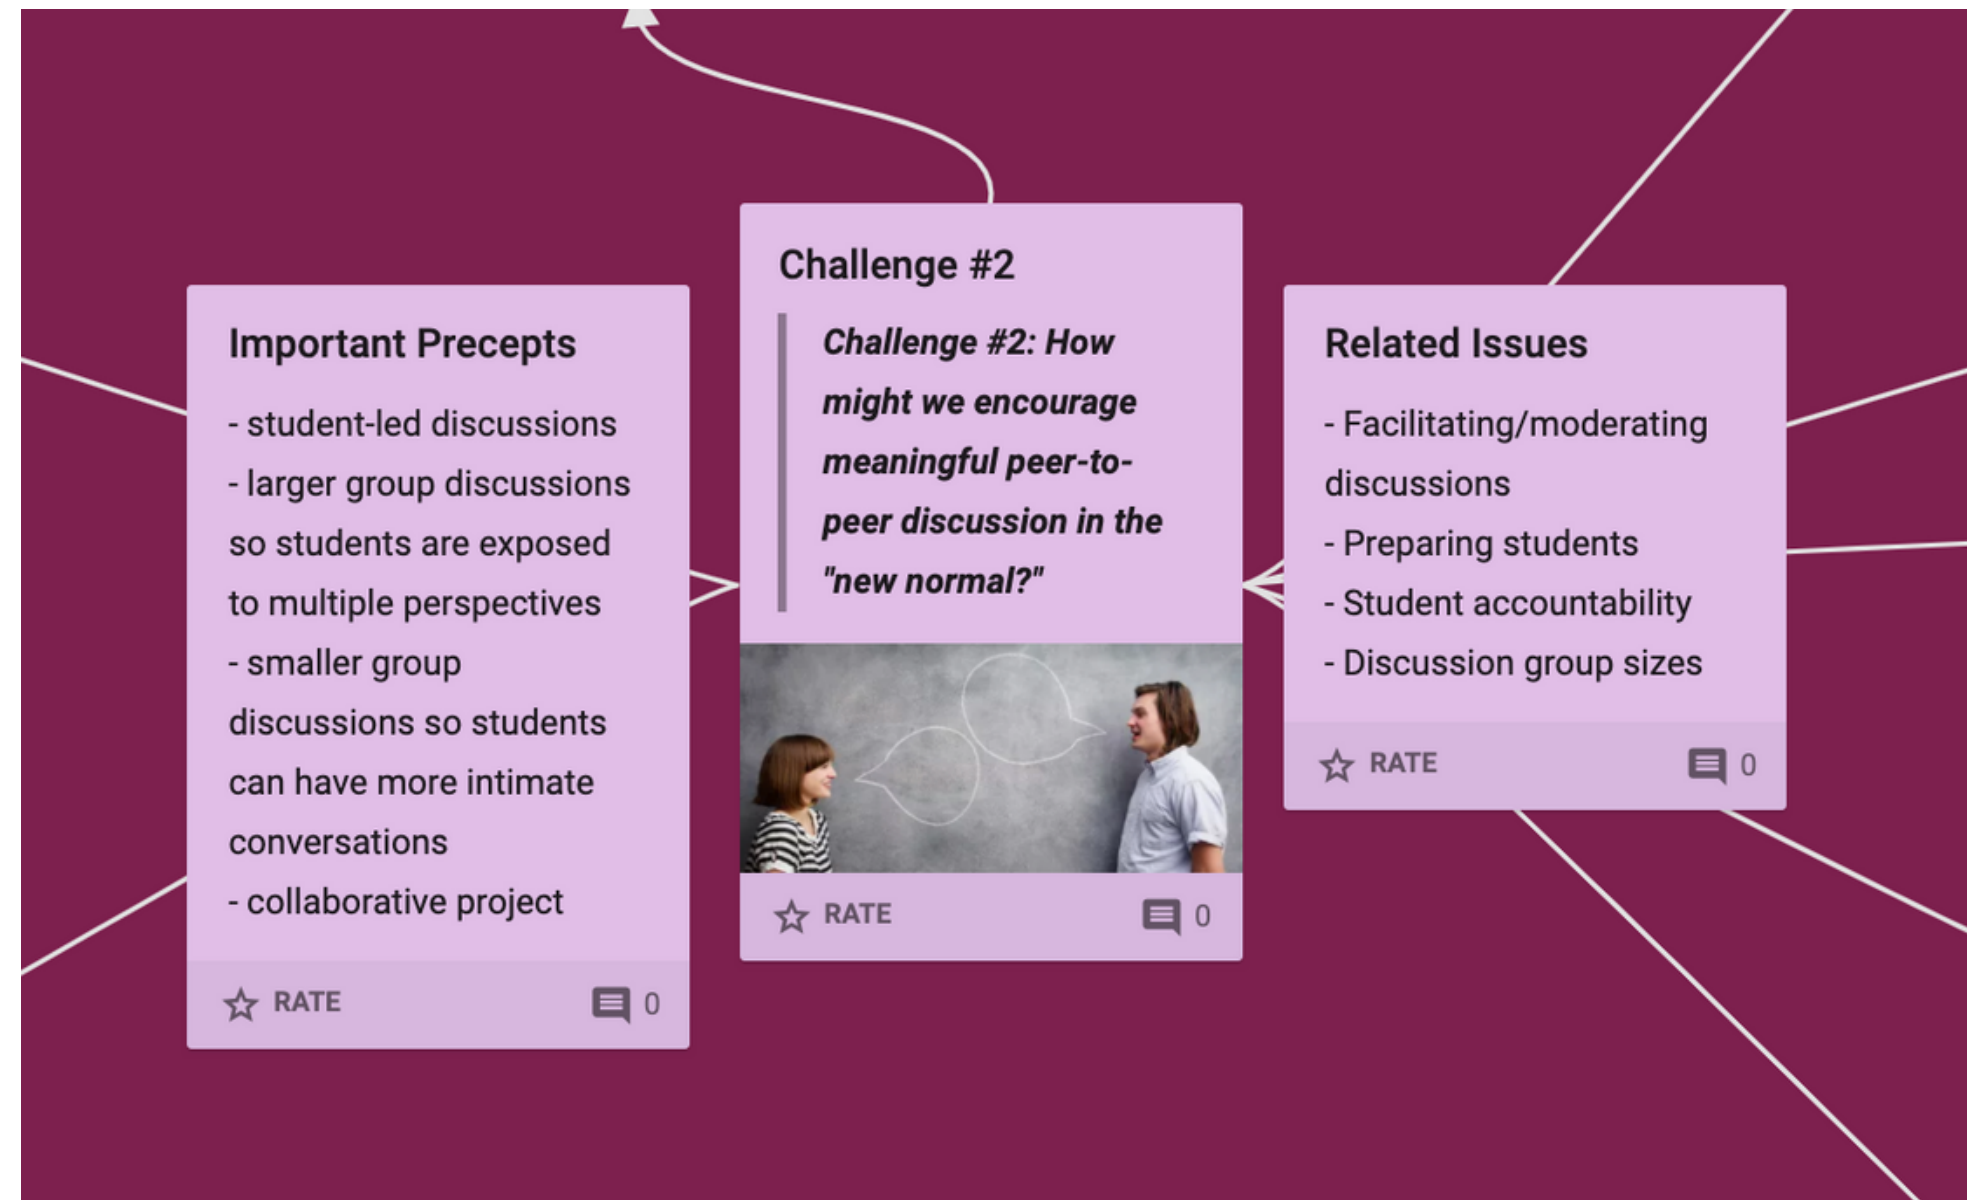 Important Precepts
- student-led discussions
- larger group discussions
so students are exposed
to multiple perspectives
- smaller group
discussions so students
can have more intimate
conversations
- collaborative project
RATE
0
Challenge #2
Challenge #2: How
might we encourage
meaningful peer-to-
peer discussion in the
"new normal?"
RATE
0
Related Issues
- Facilitating/moderating
discussions
- Preparing students
- Student accountability
- Discussion group sizes
RATE
0